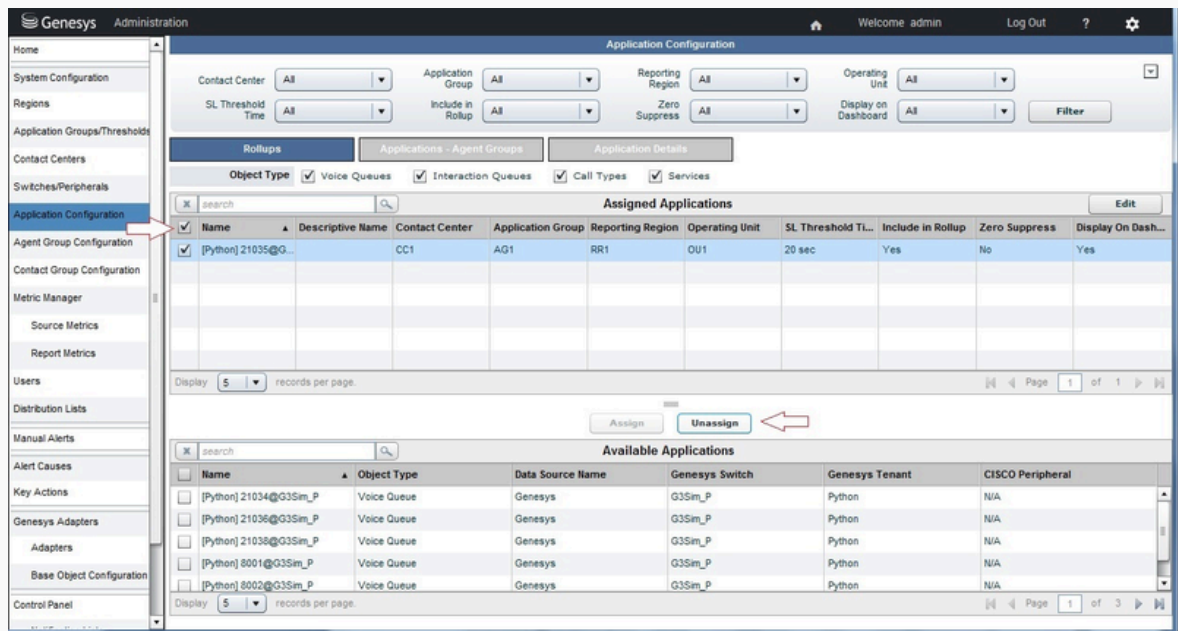 Genesys Administration Welcome admin Log Out ?
Home
System Configuration
Regions
Application Groups/Thresholds
Contact Centers
Switches/Peripherals
Application Configuration
Agent Group Configuration
Contact Group Configuration
Metric Manager
Source Metrics
Report Metrics
Users
Distribution Lists
Manual Alerts
Alert Causes
Key Actions
Genesys Adapters
Adapters
Base Object Configuration
Control Panel
Application Configuration
Contact Center All Application Group All Reporting Region All Operating Unit All
SL Threshold Time All Include in Rollup All Zero Suppress All Display on Dashboard All Filter
Rollups Applications - Agent Groups Application Details
Object Type Voice Queues Interaction Queues Call Types Services
x search Assigned Applications Edit
Name Descriptive Name Contact Center Application Group Reporting Region Operating Unit SL Threshold Ti... Include in Rollup Zero Suppress Display On Dash...
[Python] 21035@G... CC1 AG1 RR1 OU1 20 sec Yes No Yes
Display 5 records per page. Page 1 of 1
Assign Unassign
x search Available Applications
Name Object Type Data Source Name Genesys Switch Genesys Tenant CISCO Peripheral
[Python] 21034@G3Sim_P Voice Queue Genesys G3Sim_P Python N/A
[Python] 21036@G3Sim_P Voice Queue Genesys G3Sim_P Python N/A
[Python] 21038@G3Sim_P Voice Queue Genesys G3Sim_P Python N/A
[Python] 8001@G3Sim_P Voice Queue Genesys G3Sim_P Python N/A
[Python] 8002@G3Sim_P Voice Queue Genesys G3Sim_P Python N/A
Display 5 records per page. Page 1 of 3